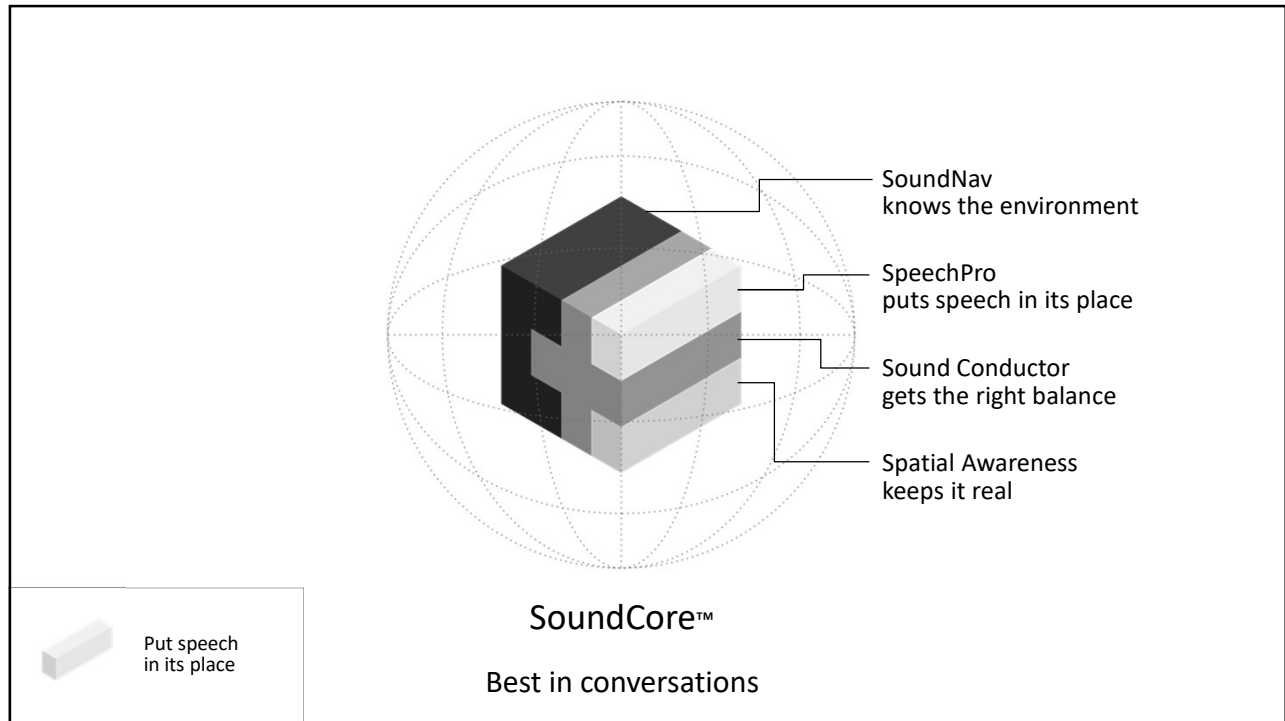 SoundNav
knows the environment
SpeechPro
puts speech in its place
Sound Conductor
gets the right balance
Spatial Awareness
keeps it real
SoundCore™
Best in conversations
Put speech
in its place